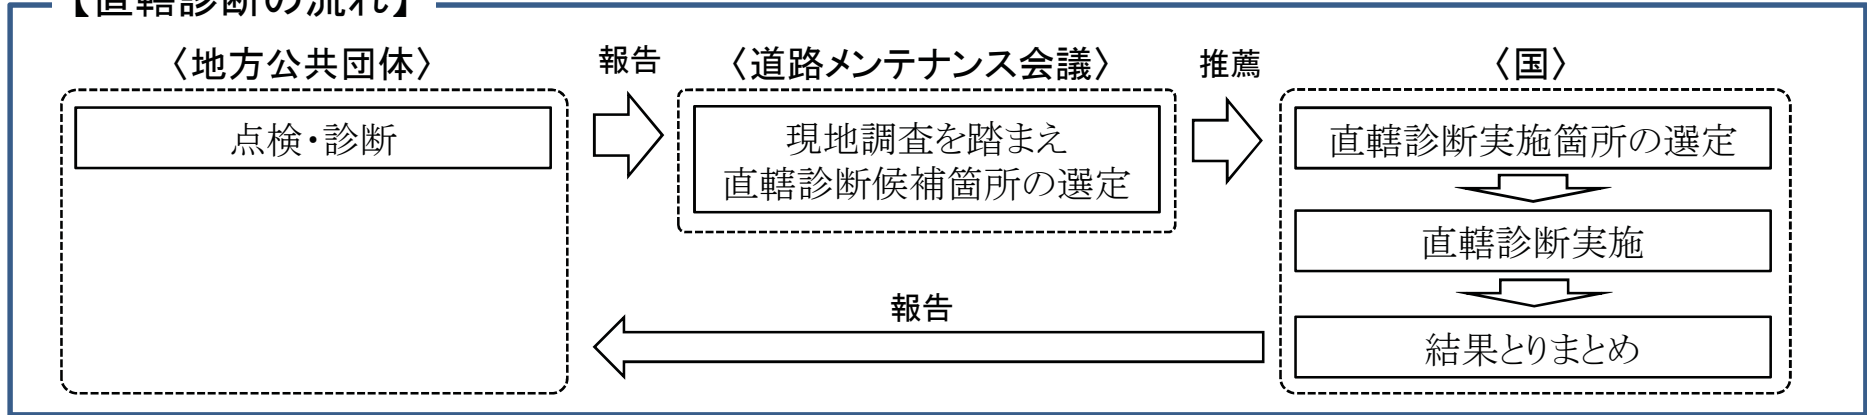 【直轄診断の流れ】
〈地方公共団体〉
点検・診断
報告
〈道路メンテナンス会議〉
現地調査を踏まえ
直轄診断候補箇所の選定
推薦
〈国〉
直轄診断実施箇所の選定
直轄診断実施
結果とりまとめ
報告